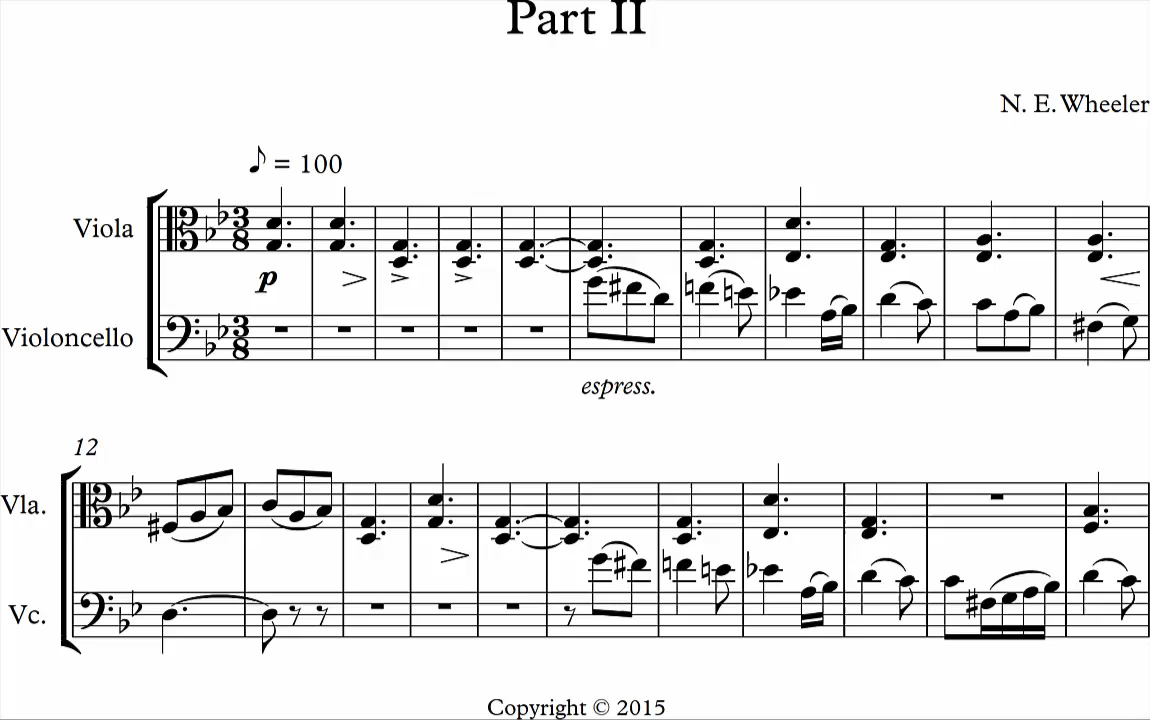 Part II
N. E. Wheeler
♪ = 100
Viola
p
Violoncello
espress.
12
Vla.
Vc.
Copyright © 2015